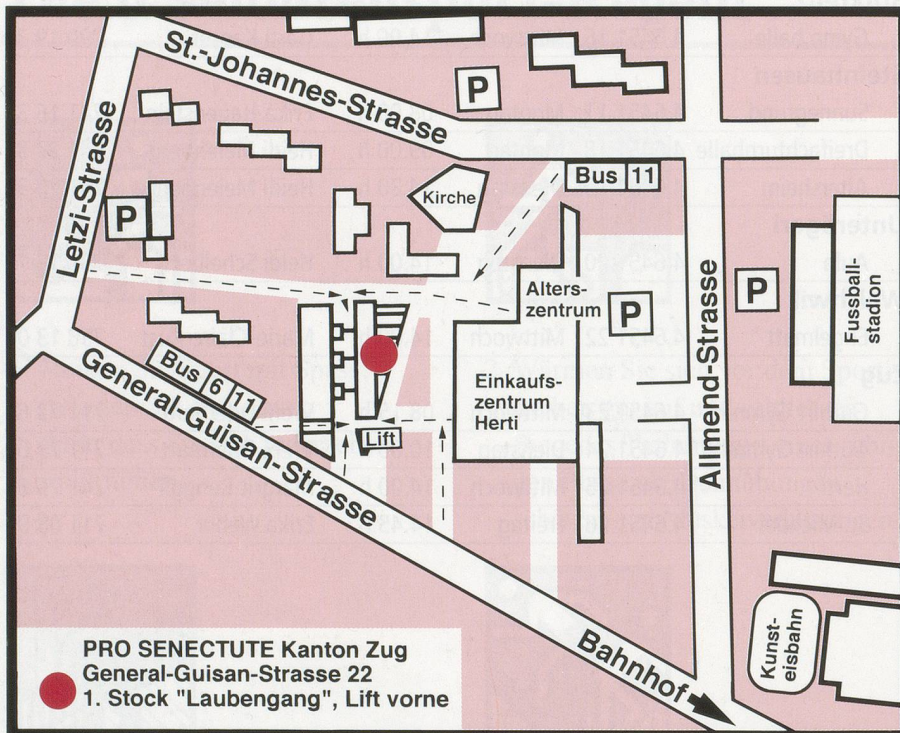 St.-Johannes-Strasse
P
Letzi-Strasse
P
Kirche
Bus 11
Alters-
zentrum
P
P
Fussball-
stadion
Allmend-Strasse
Bus 6 11
General-Guisan-Strasse
Einkaufs-
zentrum
Herti
Lift
Kunst-
eisbahn
Bahnhof
PRO SENECTUTE Kanton Zug
General-Guisan-Strasse 22
1. Stock "Laubengang", Lift vorne